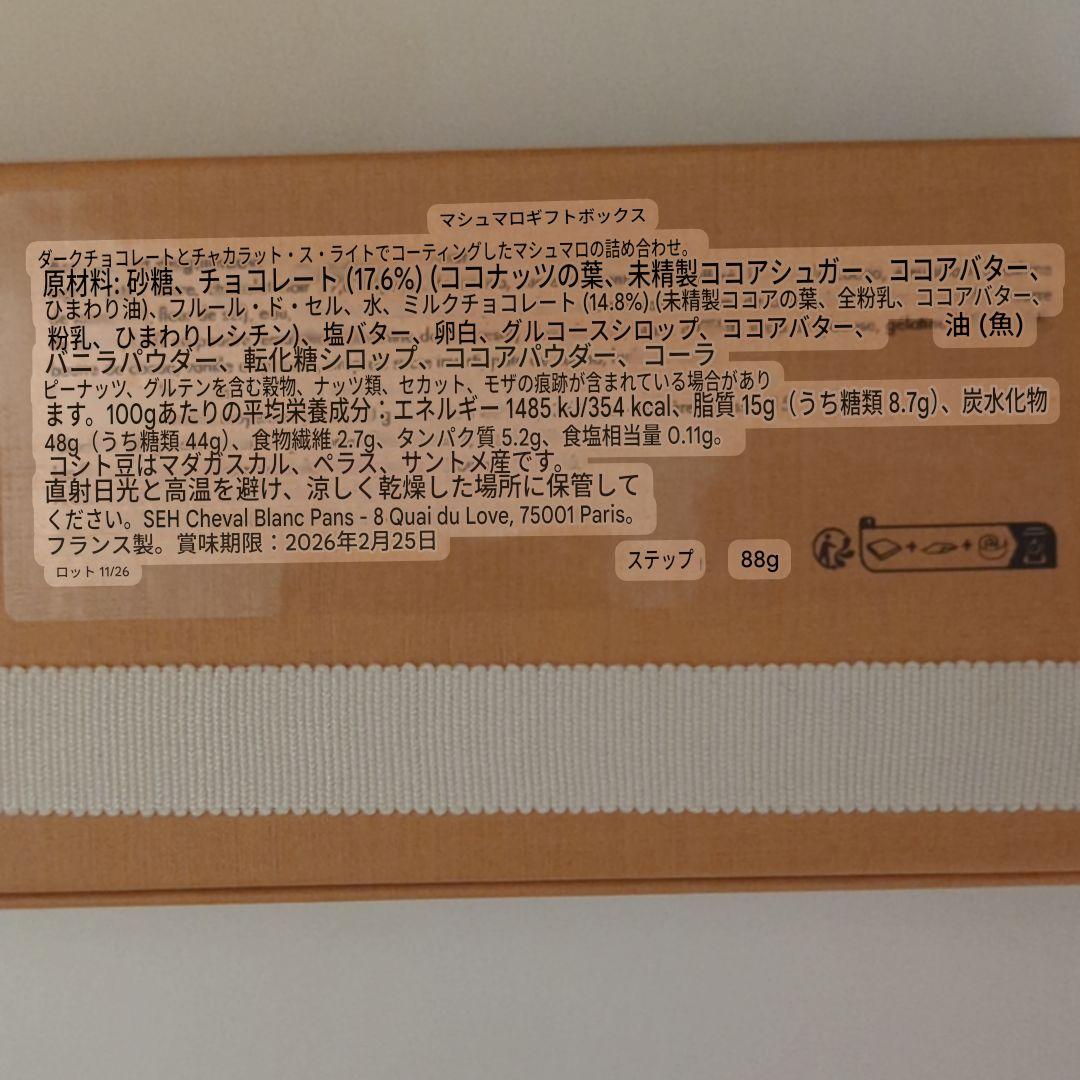 マシュマロギフトボックス
ダークチョコレートとチャカラット・ス・ライトでコーティングしたマシュマロの詰め合わせ。
原材料: 砂糖、チョコレート (17.6%) (ココナッツの葉、未精製ココアシュガー、ココアバター、
ひまわり油)、フルール・ド・セル、水、ミルクチョコレート (14.8%) (未精製ココアの葉、全粉乳、ココアバター、
粉乳、ひまわりレシチン)、塩バター、卵白、グルコースシロップ、ココアバター、 油 (魚)
バニラパウダー、転化糖シロップ、ココアパウダー、コーラ
ピーナッツ、グルテンを含む穀物、ナッツ類、セカット、モザの痕跡が含まれている場合があり
ます。100gあたりの平均栄養成分：エネルギー 1485 kJ/354 kcal、脂質 15g（うち糖類 8.7g）、炭水化物
48g（うち糖類 44g）、食物繊維 2.7g、タンパク質 5.2g、食塩相当量 0.11g。
コシト豆はマダガスカル、ペラス、サントメ産です。
直射日光と高温を避け、涼しく乾燥した場所に保管して
ください。SEH Cheval Blanc Pans - 8 Quai du Love, 75001 Paris。
フランス製。賞味期限：2026年2月25日
ステップ 88g
ロット 11/26